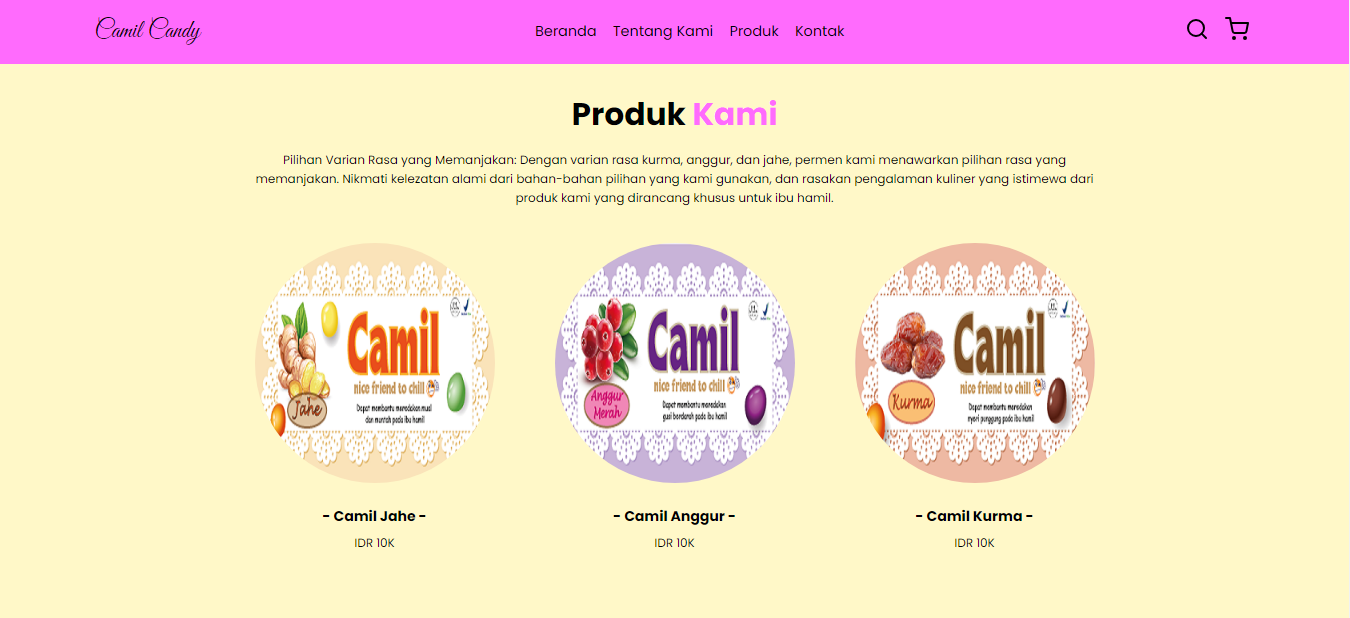 Camil Candy
Beranda Tentang Kami Produk Kontak
Produk Kami
Pilihan Varian Rasa yang Memanjakan: Dengan varian rasa kurma, anggur, dan jahe, permen kami menawarkan pilihan rasa yang
memanjakan. Nikmati kelezatan alami dari bahan-bahan pilihan yang kami gunakan, dan rasakan pengalaman kuliner yang istimewa dari
produk kami yang dirancang khusus untuk ibu hamil.
Camil
nice friend to chill
Jahe
Dapat membantu meredakan mual
dan muntah pada ibu hamil
Camil
nice friend to chill
Anggur
Merah
Dapat membantu meredakan
gusi berdarah pada ibu hamil
Camil
nice friend to chill
Kurma
Dapat membantu meredakan
nyeri punggung pada ibu hamil
- Camil Jahe -
IDR 10K
- Camil Anggur -
IDR 10K
- Camil Kurma -
IDR 10K